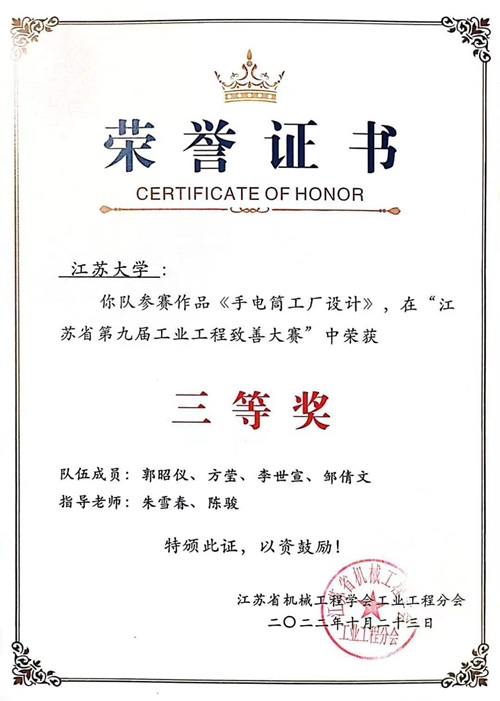 荣誉证书
CERTIFICATE OF HONOR
江苏大学：
你队参赛作品《手电筒工厂设计》，在“江
苏省第九届工业工程致善大赛”中荣获
三等奖
队伍成员：郭昭仪、方莹、李世宣、邹倩文
指导老师：朱雪春、陈骏
特颁此证，以资鼓励！
江苏省机械工程学会工业工程分会
二〇二二年十月二十三日
江苏省机械工程学会
工业工程分会